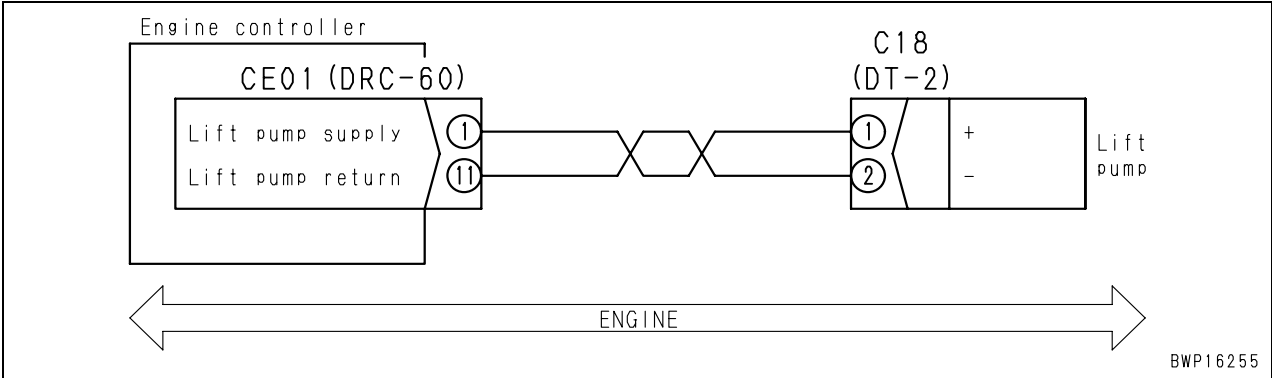 Engine controller
CE01 (DRC-60)
C18
(DT-2)
Lift pump supply
1
1
+
Lift pump return
11
2
-
Lift
pump
ENGINE
BWP16255